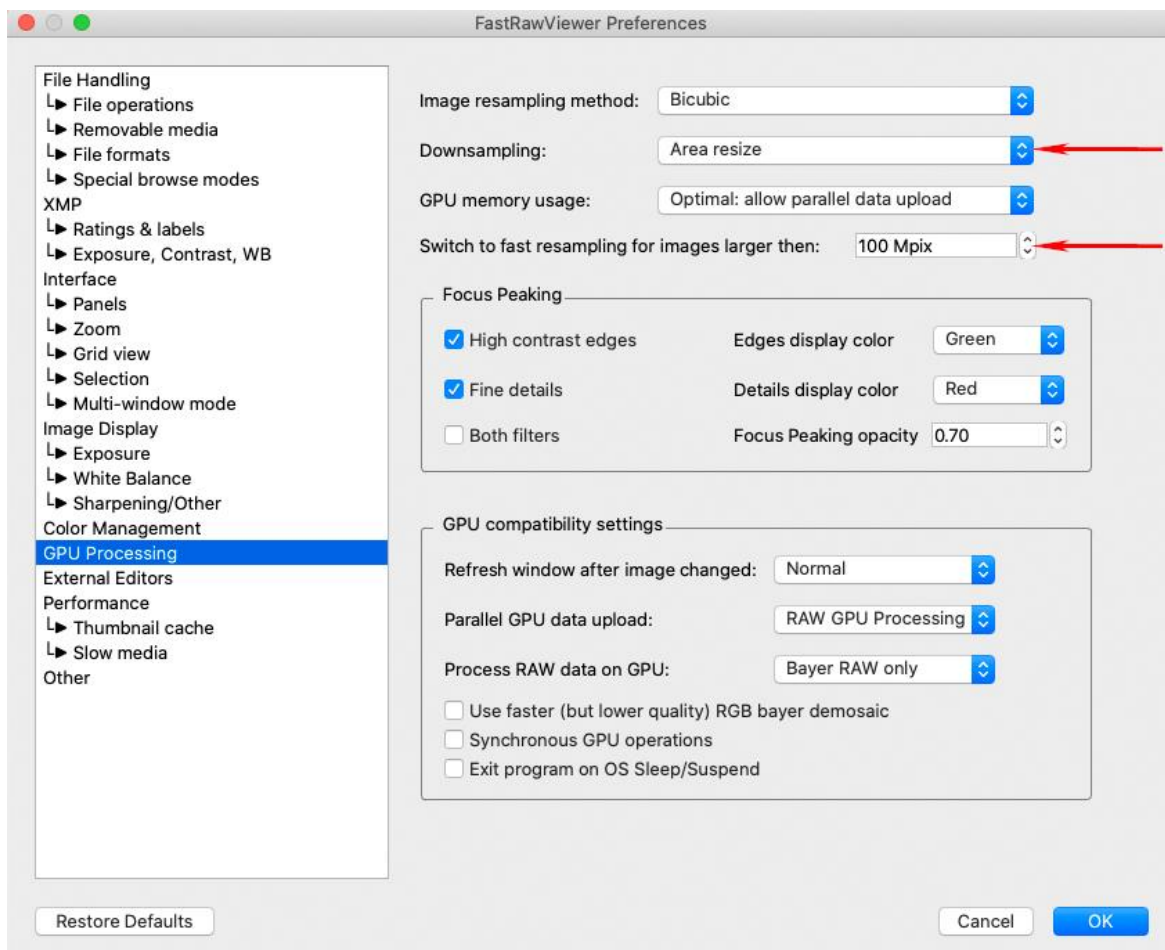 FastRawViewer Preferences
File Handling
File operations
Removable media
File formats
Special browse modes
XMP
Ratings & labels
Exposure, Contrast, WB
Interface
Panels
Zoom
Grid view
Selection
Multi-window mode
Image Display
Exposure
White Balance
Sharpening/Other
Color Management
GPU Processing
External Editors
Performance
Thumbnail cache
Slow media
Other
Image resampling method: Bicubic
Downsampling: Area resize
GPU memory usage: Optimal: allow parallel data upload
Switch to fast resampling for images larger then: 100 Mpix
Focus Peaking
High contrast edges Edges display color Green
Fine details Details display color Red
Both filters Focus Peaking opacity 0.70
GPU compatibility settings
Refresh window after image changed: Normal
Parallel GPU data upload: RAW GPU Processing
Process RAW data on GPU: Bayer RAW only
Use faster (but lower quality) RGB bayer demosaic
Synchronous GPU operations
Exit program on OS Sleep/Suspend
Restore Defaults Cancel OK